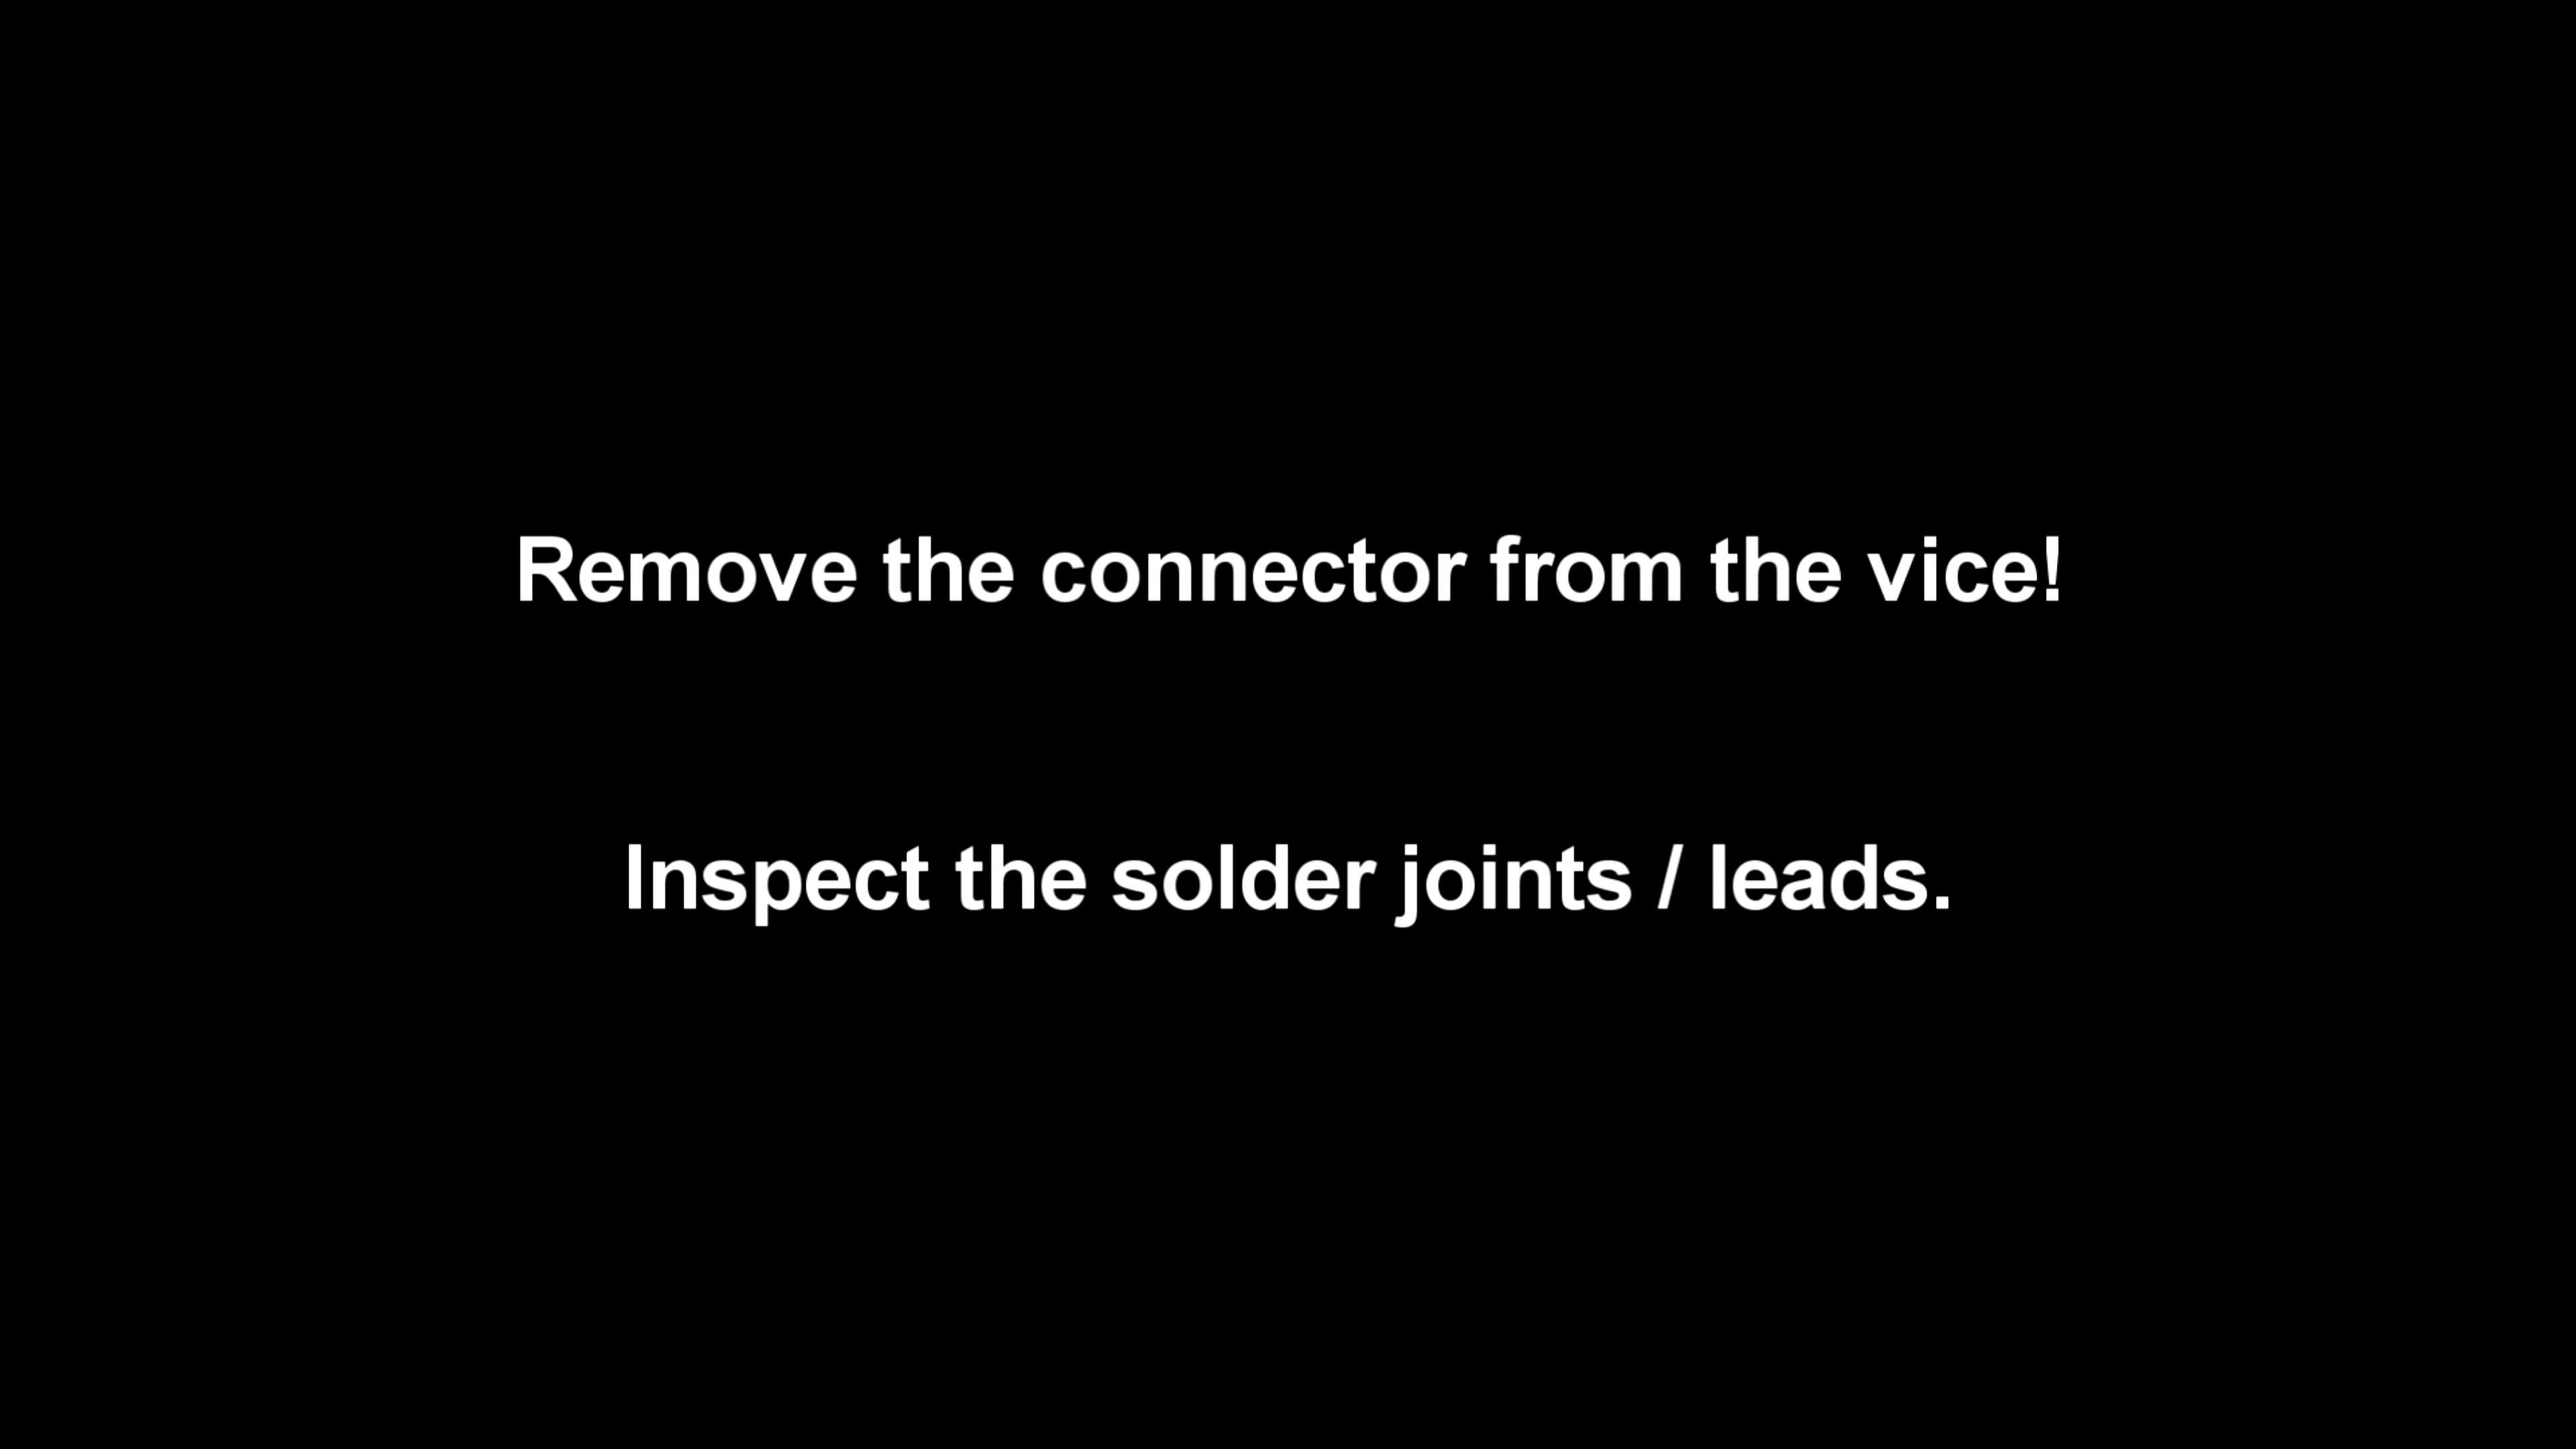 Remove the connector from the vice!
Inspect the solder joints / leads.